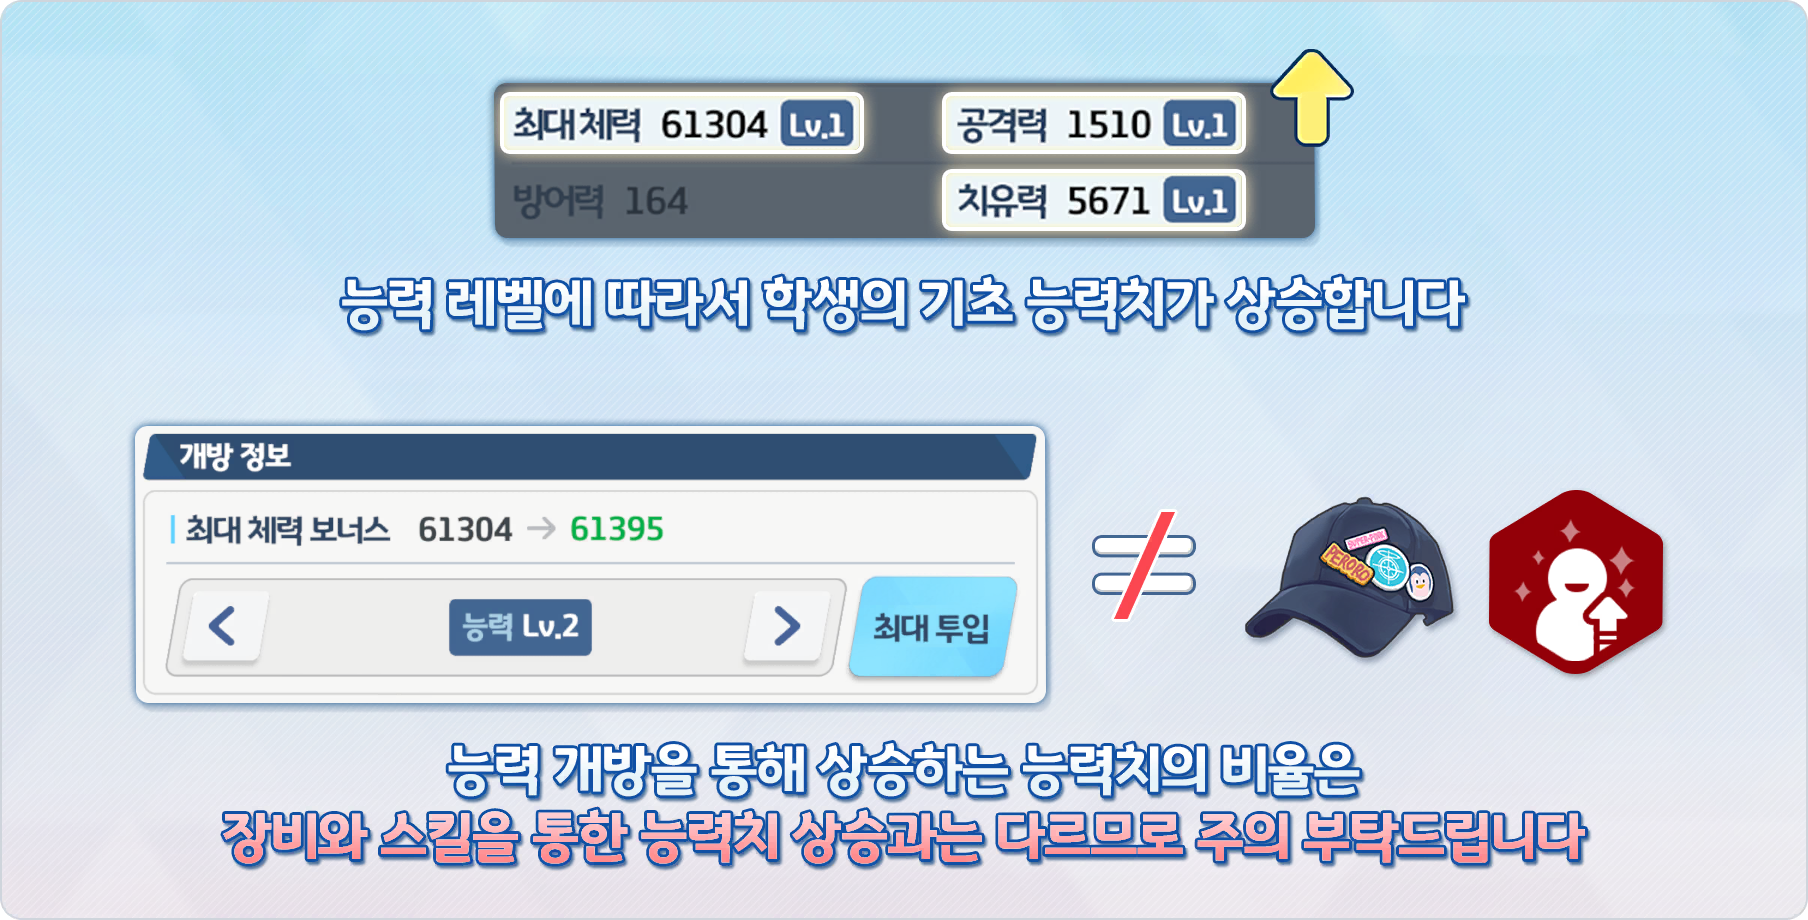 최대 체력 61304 Lv.1 공격력 1510 Lv.1
방어력 164 치유력 5671 Lv.1
능력 레벨에 따라서 학생의 기초 능력치가 상승합니다
개방 정보
최대 체력 보너스 61304 → 61395
능력 Lv.2
최대 투입
SUPER-PINK
PERORO
능력 개방을 통해 상승하는 능력치의 비율은
장비와 스킬을 통한 능력치 상승과는 다르므로 주의 부탁드립니다